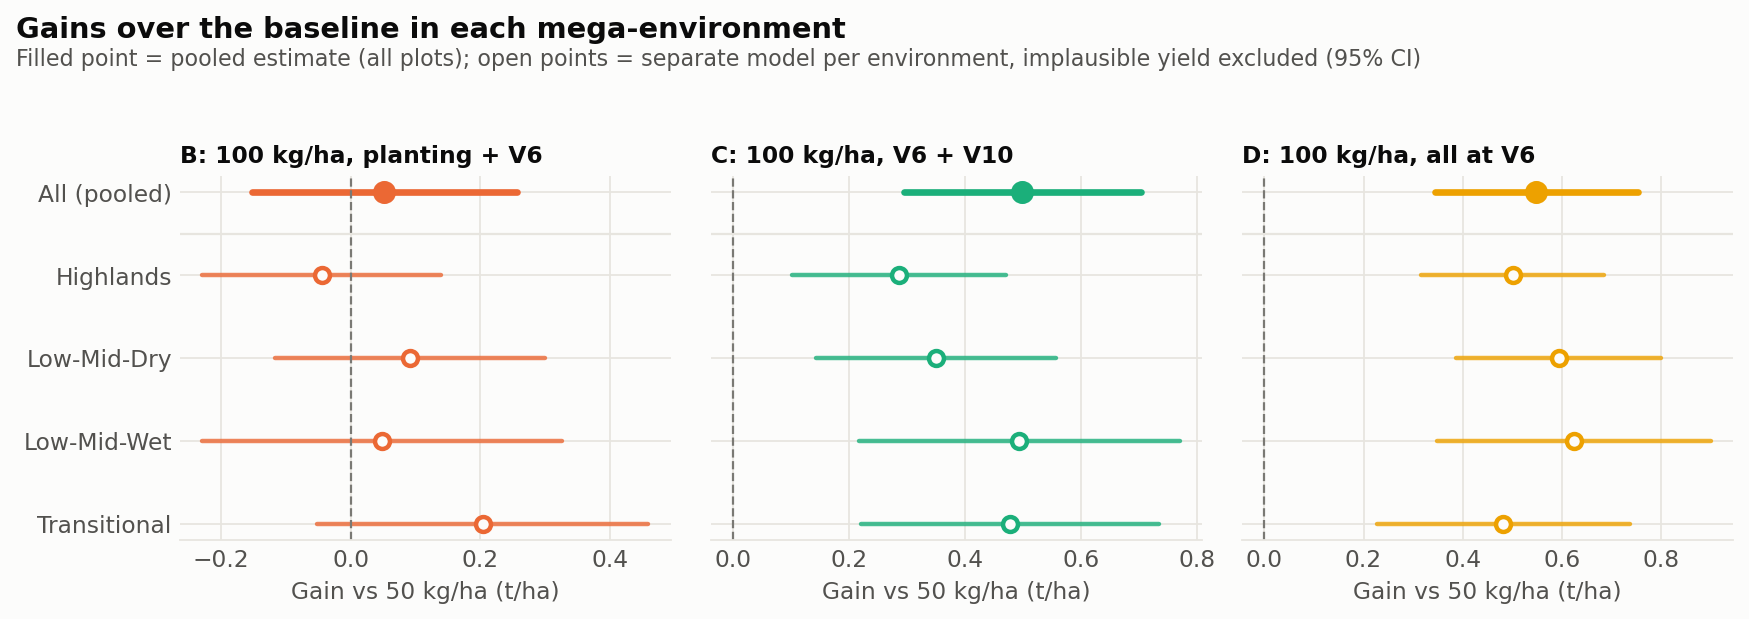 Gains over the baseline in each mega-environment
Filled point = pooled estimate (all plots); open points = separate model per environment, implausible yield excluded (95% CI)
B: 100 kg/ha, planting + V6
C: 100 kg/ha, V6 + V10
D: 100 kg/ha, all at V6
All (pooled)
Highlands
Low-Mid-Dry
Low-Mid-Wet
Transitional
−0.2 0.0 0.2 0.4
0.0 0.2 0.4 0.6 0.8
0.0 0.2 0.4 0.6 0.8
Gain vs 50 kg/ha (t/ha)
Gain vs 50 kg/ha (t/ha)
Gain vs 50 kg/ha (t/ha)